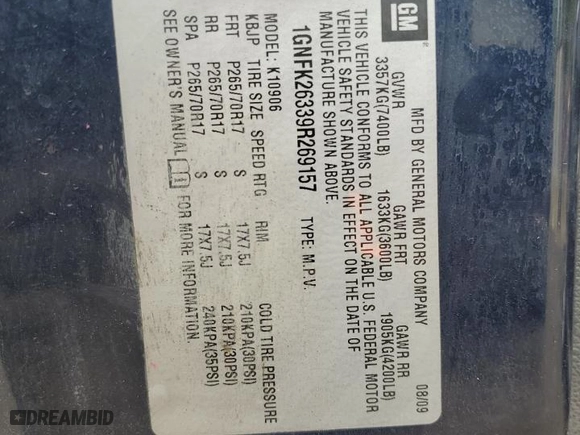 GM
MFD BY GENERAL MOTORS COMPANY 08/09
GVWR GAWR FRT GAWR RR
3357KG(7400LB) 1633KG(3600LB) 1905KG(4200LB)
THIS VEHICLE CONFORMS TO ALL APPLICABLE U.S. FEDERAL MOTOR
VEHICLE SAFETY STANDARDS IN EFFECT ON THE DATE OF
MANUFACTURE SHOWN ABOVE.
1GNFK26339R269157 TYPE: M.P.V.
MODEL: K10906
KBJP TIRE SIZE SPEED RTG RIM COLD TIRE PRESSURE
FRT P265/70R17 S 17X7.5J 210KPA(30PSI)
RR P265/70R17 S 17X7.5J 210KPA(30PSI)
SPA P265/70R17 S 17X7.5J 240KPA(35PSI)
SEE OWNER'S MANUAL FOR MORE INFORMATION
DREAMBID